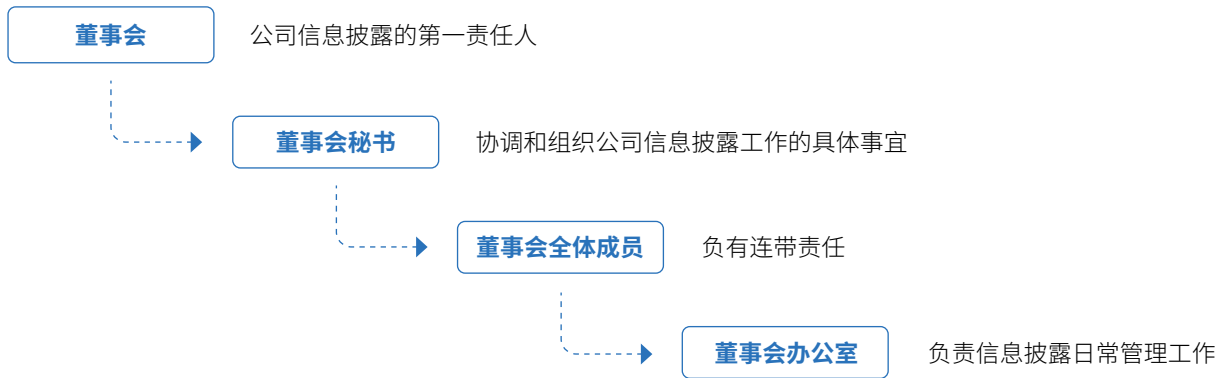 董事会 公司信息披露的第一责任人
董事会秘书 协调和组织公司信息披露工作的具体事宜
董事会全体成员 负有连带责任
董事会办公室 负责信息披露日常管理工作